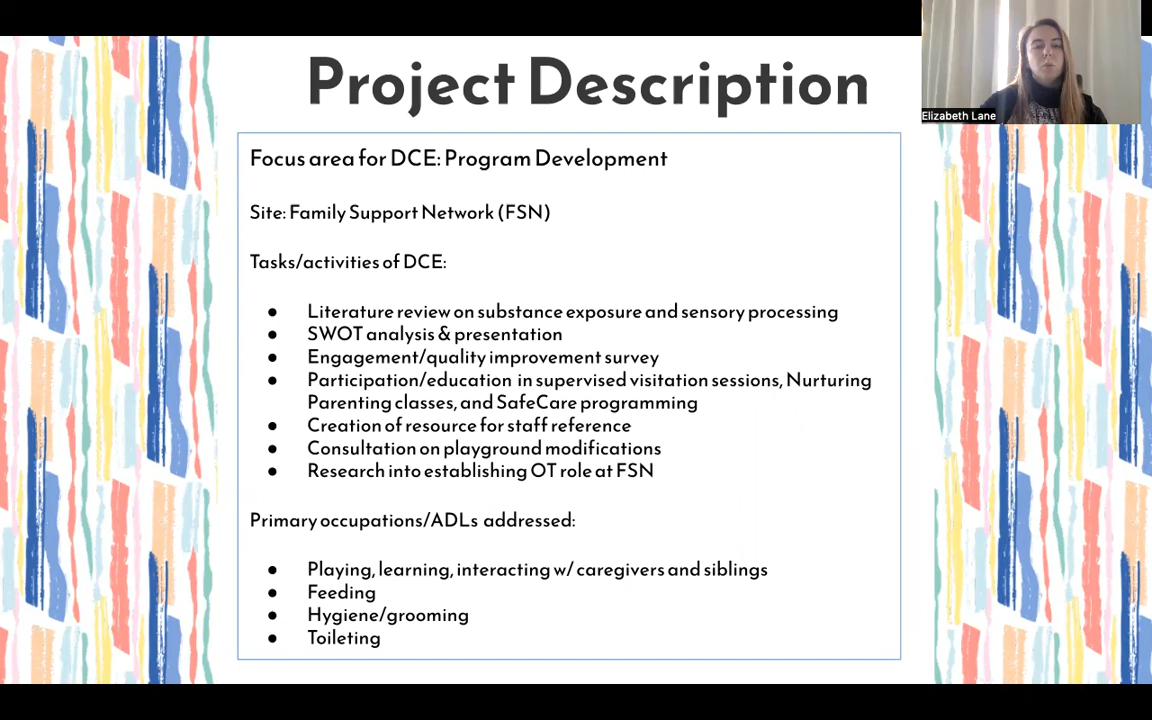 Project Description
Elizabeth Lane
Focus area for DCE: Program Development
Site: Family Support Network (FSN)
Tasks/activities of DCE:
● Literature review on substance exposure and sensory processing
● SWOT analysis & presentation
● Engagement/quality improvement survey
● Participation/education in supervised visitation sessions, Nurturing
Parenting classes, and SafeCare programming
● Creation of resource for staff reference
● Consultation on playground modifications
● Research into establishing OT role at FSN
Primary occupations/ADLs addressed:
● Playing, learning, interacting w/ caregivers and siblings
● Feeding
● Hygiene/grooming
● Toileting